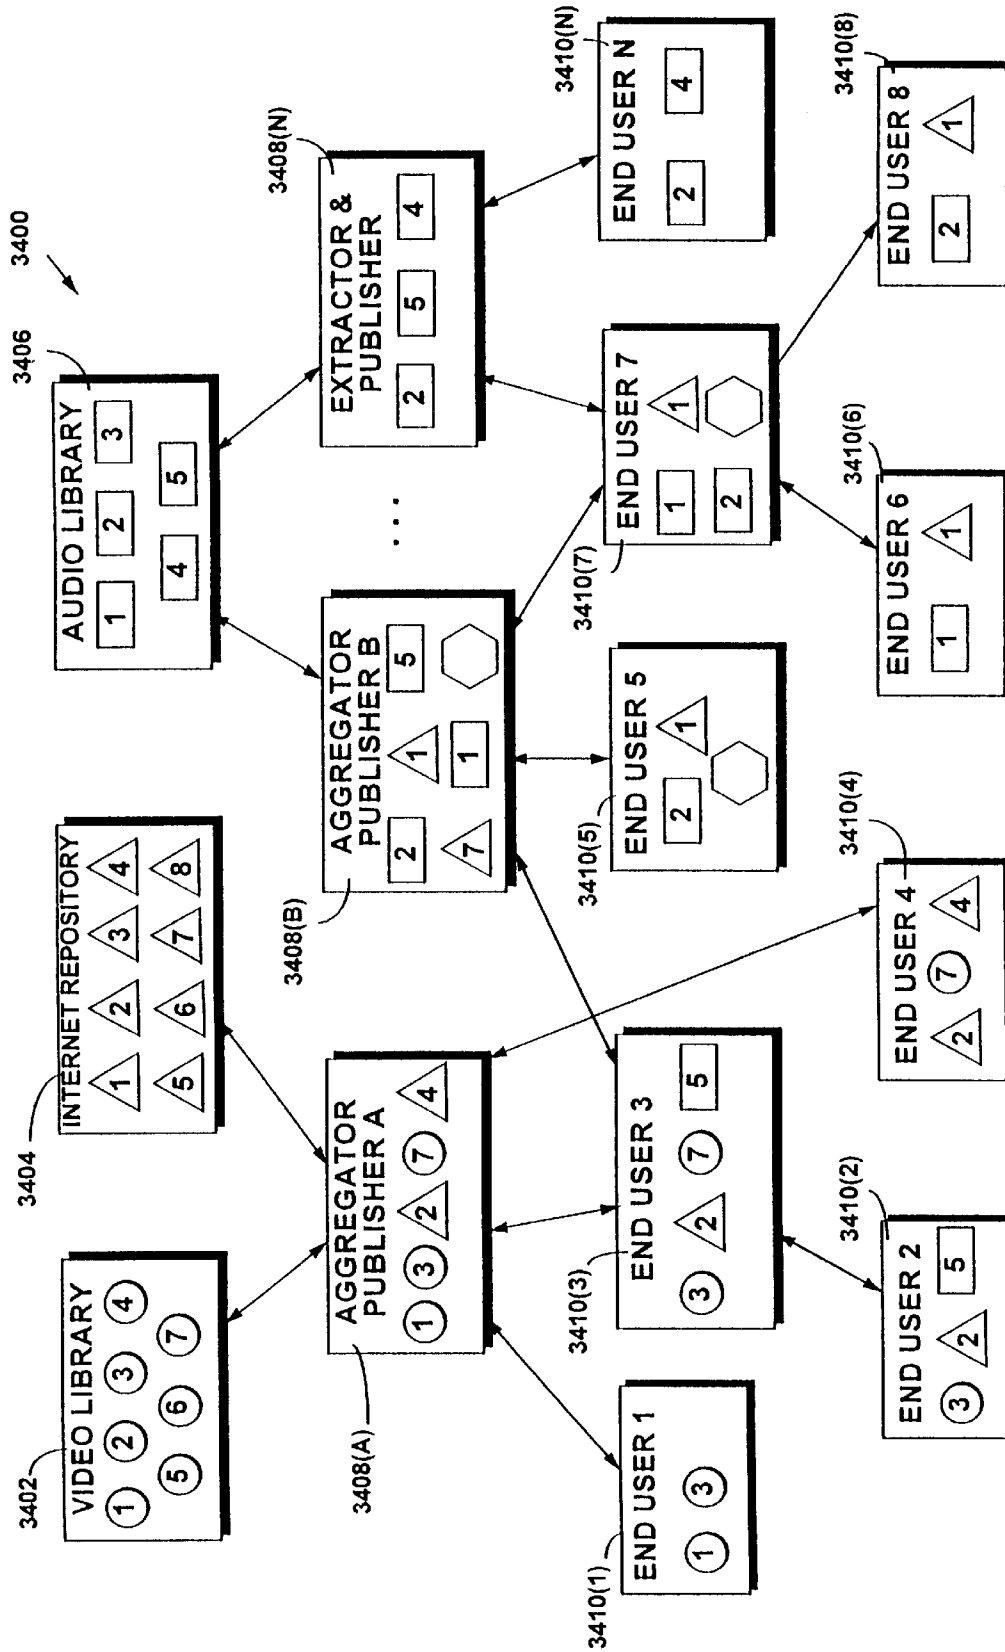 3400
3402
VIDEO LIBRARY
1 2 3 4
5 6 7
3404
INTERNET REPOSITORY
1 2 3 4
5 6 7 8
3406
AUDIO LIBRARY
1 2 3
4 5
3408(A)
AGGREGATOR
PUBLISHER A
1 3 2 7 4
3408(B)
AGGREGATOR
PUBLISHER B
2 1 5
7 1
...
3408(N)
EXTRACTOR &
PUBLISHER
2 5 4
3410(1)
END USER 1
1 3
3410(3)
END USER 3
3 2 7 5
3410(5)
END USER 5
2 1
3410(7)
END USER 7
1 1
2
3410(N)
END USER N
2 4
3410(2)
END USER 2
3 2 5
3410(4)
END USER 4
2 7 4
3410(6)
END USER 6
1 1
3410(8)
END USER 8
2 1